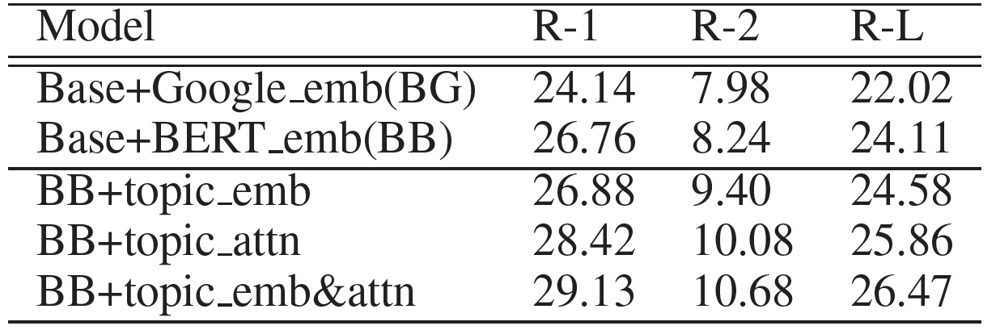 Model R-1 R-2 R-L
Base+Google_emb(BG) 24.14 7.98 22.02
Base+BERT_emb(BB) 26.76 8.24 24.11
BB+topic_emb 26.88 9.40 24.58
BB+topic_attn 28.42 10.08 25.86
BB+topic_emb&attn 29.13 10.68 26.47